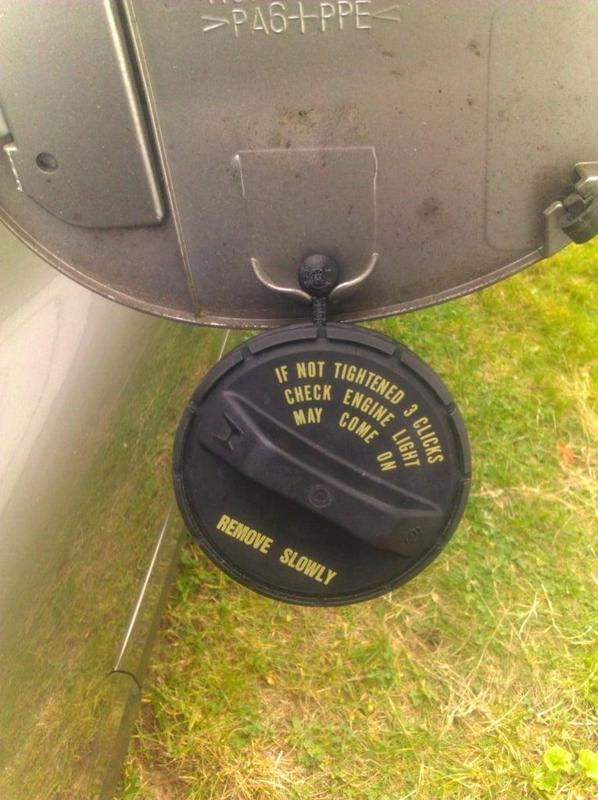 >PA6-I-PPE<
IF NOT TIGHTENED 3 CLICKS
CHECK ENGINE LIGHT
MAY COME ON
REMOVE SLOWLY